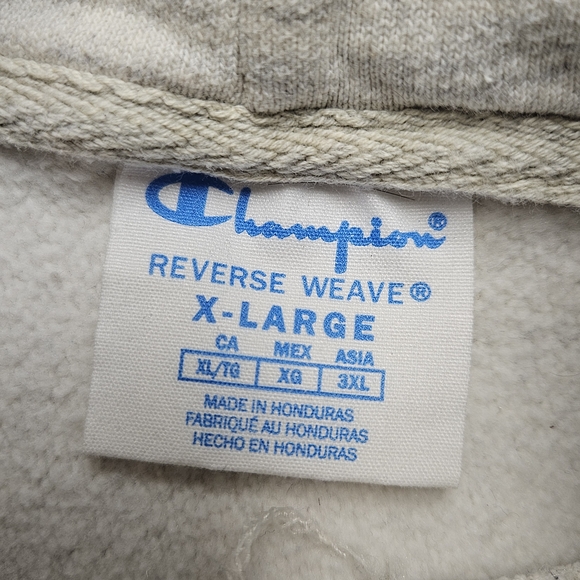 Champion®
REVERSE WEAVE®
X-LARGE
CA MEX ASIA
XL/TG XG 3XL
MADE IN HONDURAS
FABRIQUÉ AU HONDURAS
HECHO EN HONDURAS